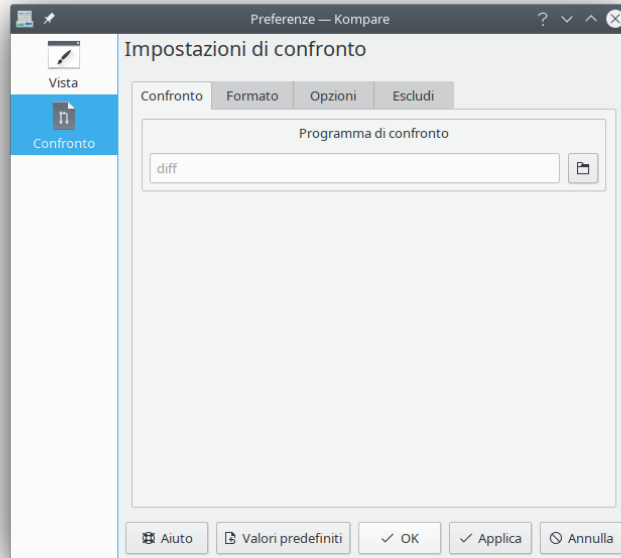 Preferenze — Kompare
Vista
Confronto
Impostazioni di confronto
Confronto Formato Opzioni Escludi
Programma di confronto
diff
Aiuto Valori predefiniti OK Applica Annulla